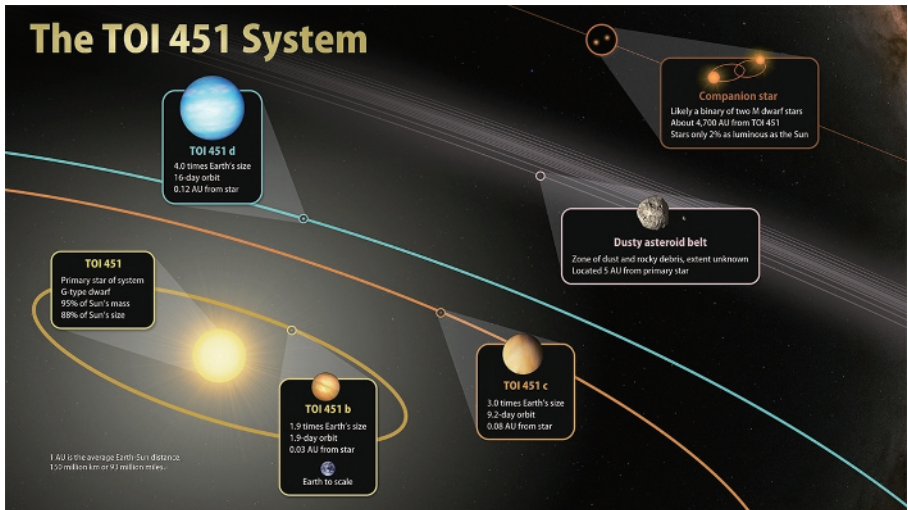 The TOI 451 System
Companion star
Likely a binary of two M dwarf stars
About 4,700 AU from TOI 451
Stars only 2% as luminous as the Sun
TOI 451 d
4.0 times Earth's size
16-day orbit
0.12 AU from star
Dusty asteroid belt
Zone of dust and rocky debris, extent unknown
Located 5 AU from primary star
TOI 451
Primary star of system
G-type dwarf
95% of Sun's mass
88% of Sun's size
TOI 451 c
3.0 times Earth's size
9.2-day orbit
0.08 AU from star
TOI 451 b
1.9 times Earth's size
1.9-day orbit
0.03 AU from star
Earth to scale
1 AU is the average Earth-Sun distance,
150 million km or 93 million miles.